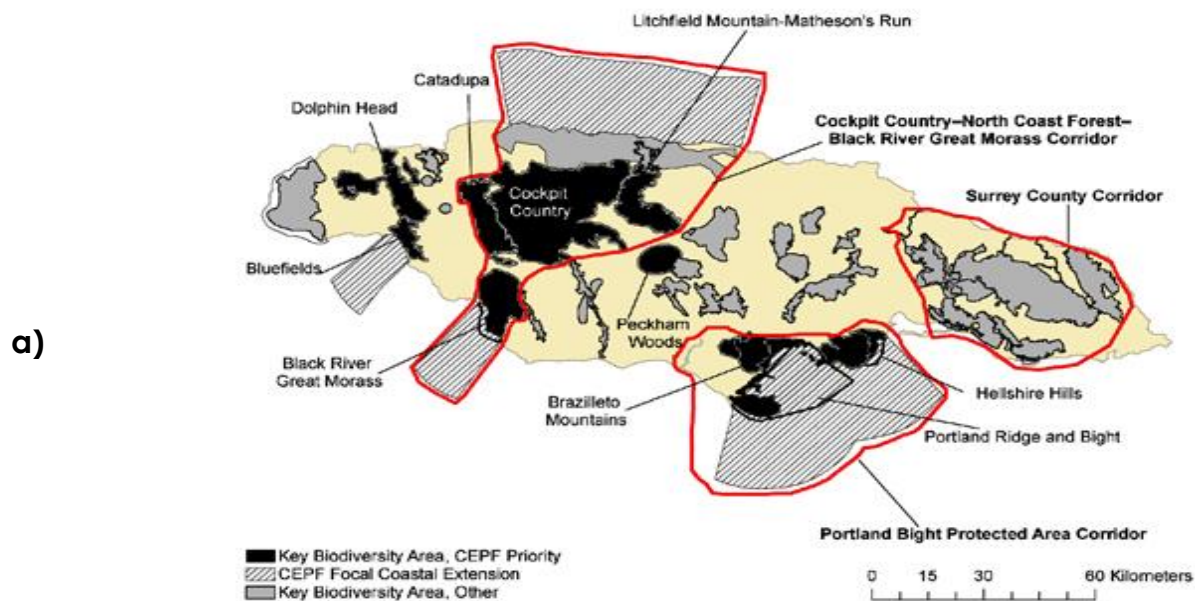 Litchfield Mountain-Matheson's Run
Catadupa
Dolphin Head
Cockpit Country–North Coast Forest–
Black River Great Morass Corridor
Cockpit
Country
Surrey County Corridor
Bluefields
a)
Peckham
Woods
Black River
Great Morass
Brazilleto
Mountains
Hellshire Hills
Portland Ridge and Bight
Portland Bight Protected Area Corridor
Key Biodiversity Area, CEPF Priority
CEPF Focal Coastal Extension
Key Biodiversity Area, Other
0 15 30 60 Kilometers